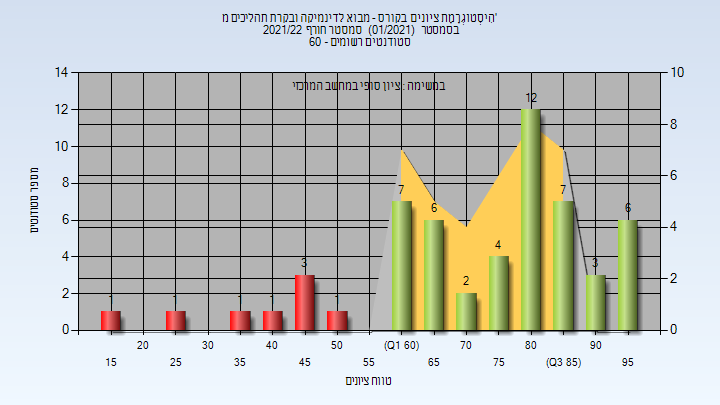 היסטוגרמת ציונים בקורס - מבוא לדינמיקה ובקרת תהליכים מ'
בסמסטר (01/2021) סמסטר חורף 2021/22
סטודנטים רשומים - 60
במשימה : ציון סופי במחשב המרכזי
מספר סטודנטים
14 12 10 8 6 4 2 0
10 8 6 4 2 0
1 1 1 1 3 1 7 6 2 4 12 7 3 6
20 30 40 50 (Q1 60) 70 80 90
15 25 35 45 55 65 75 (Q3 85) 95
טווח ציונים